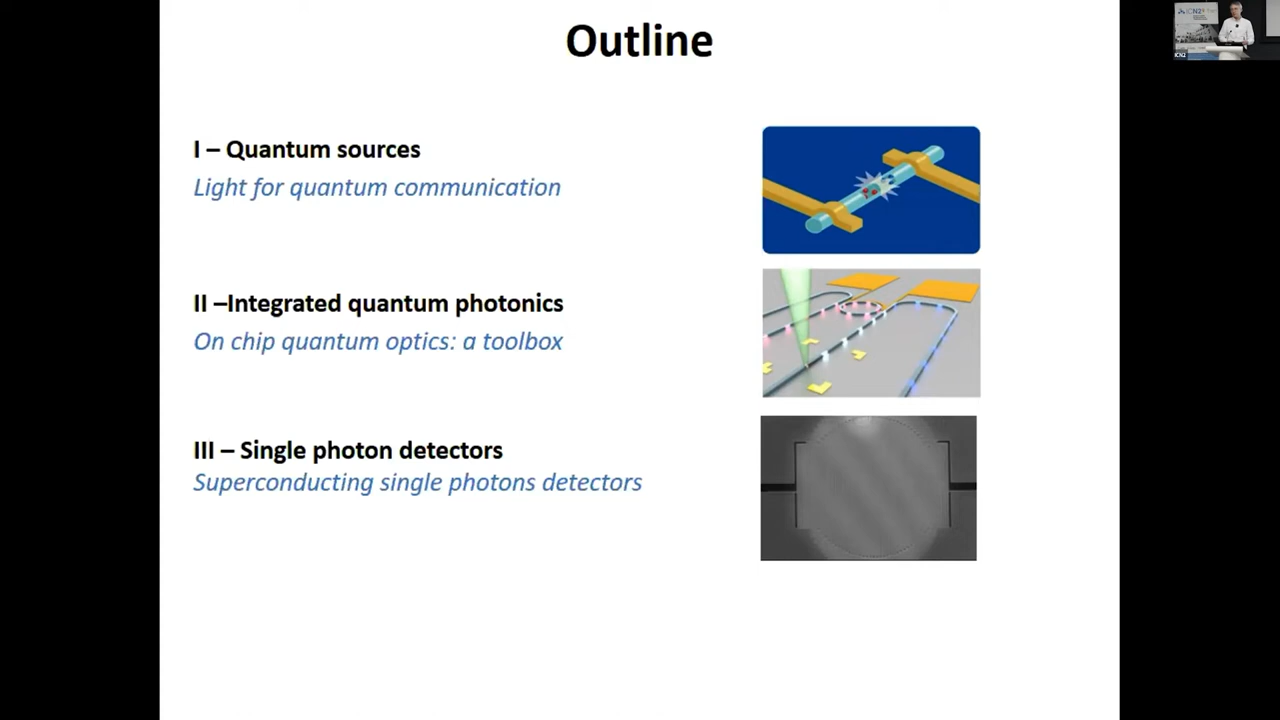 Outline
I – Quantum sources
Light for quantum communication
II –Integrated quantum photonics
On chip quantum optics: a toolbox
III – Single photon detectors
Superconducting single photons detectors